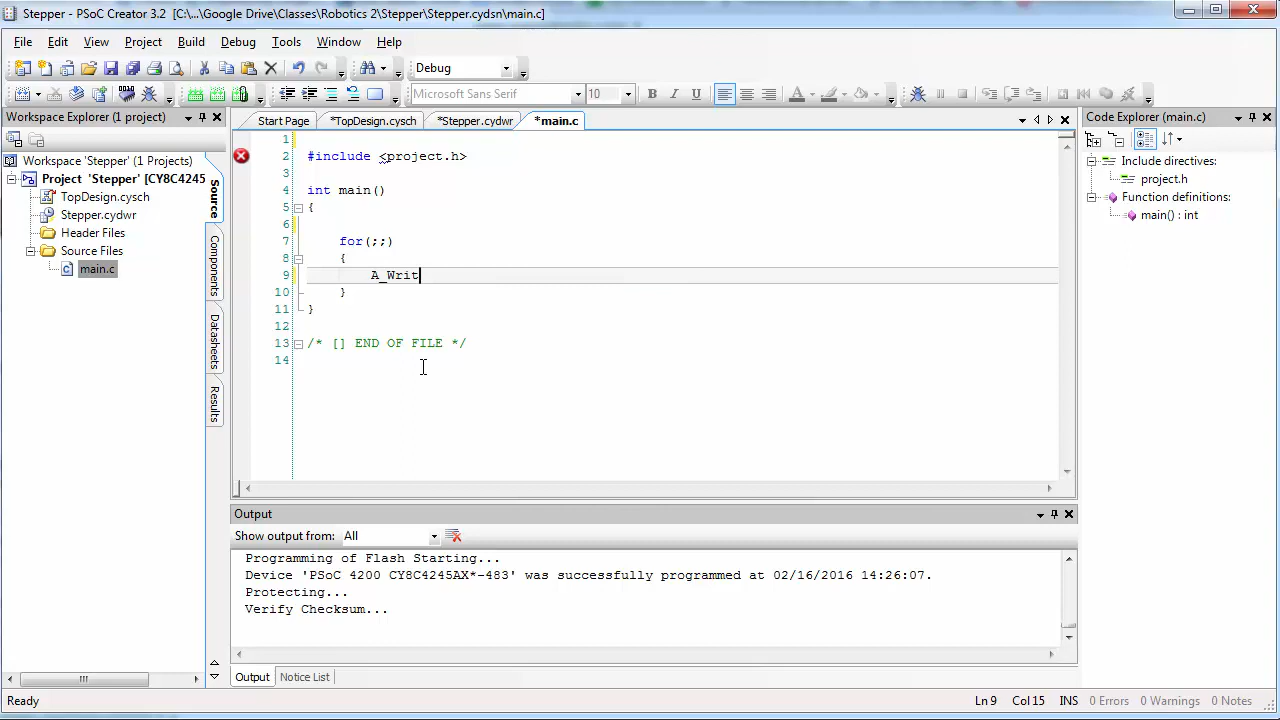 Stepper - PSoC Creator 3.2 [C:\...\Google Drive\Classes\Robotics 2\Stepper\Stepper.cydsn\main.c]
File Edit View Project Build Debug Tools Window Help
Debug
Microsoft Sans Serif 10
Workspace Explorer (1 project)
Workspace 'Stepper' (1 Projects)
Project 'Stepper' [CY8C4245
TopDesign.cysch
Stepper.cydwr
Header Files
Source Files
main.c
Source
Components
Datasheets
Results
Start Page *TopDesign.cysch *Stepper.cydwr *main.c
1
2 #include <project.h>
3
4 int main()
5 {
6
7 for(;;)
8 {
9 A_Writ
10 }
11 }
12
13 /* [] END OF FILE */
14
Output
Show output from: All
Programming of Flash Starting...
Device 'PSoC 4200 CY8C4245AX*-483' was successfully programmed at 02/16/2016 14:26:07.
Protecting...
Verify Checksum...
Output Notice List
Code Explorer (main.c)
Include directives:
project.h
Function definitions:
main() : int
Ready Ln 9 Col 15 INS 0 Errors 0 Warnings 0 Notes